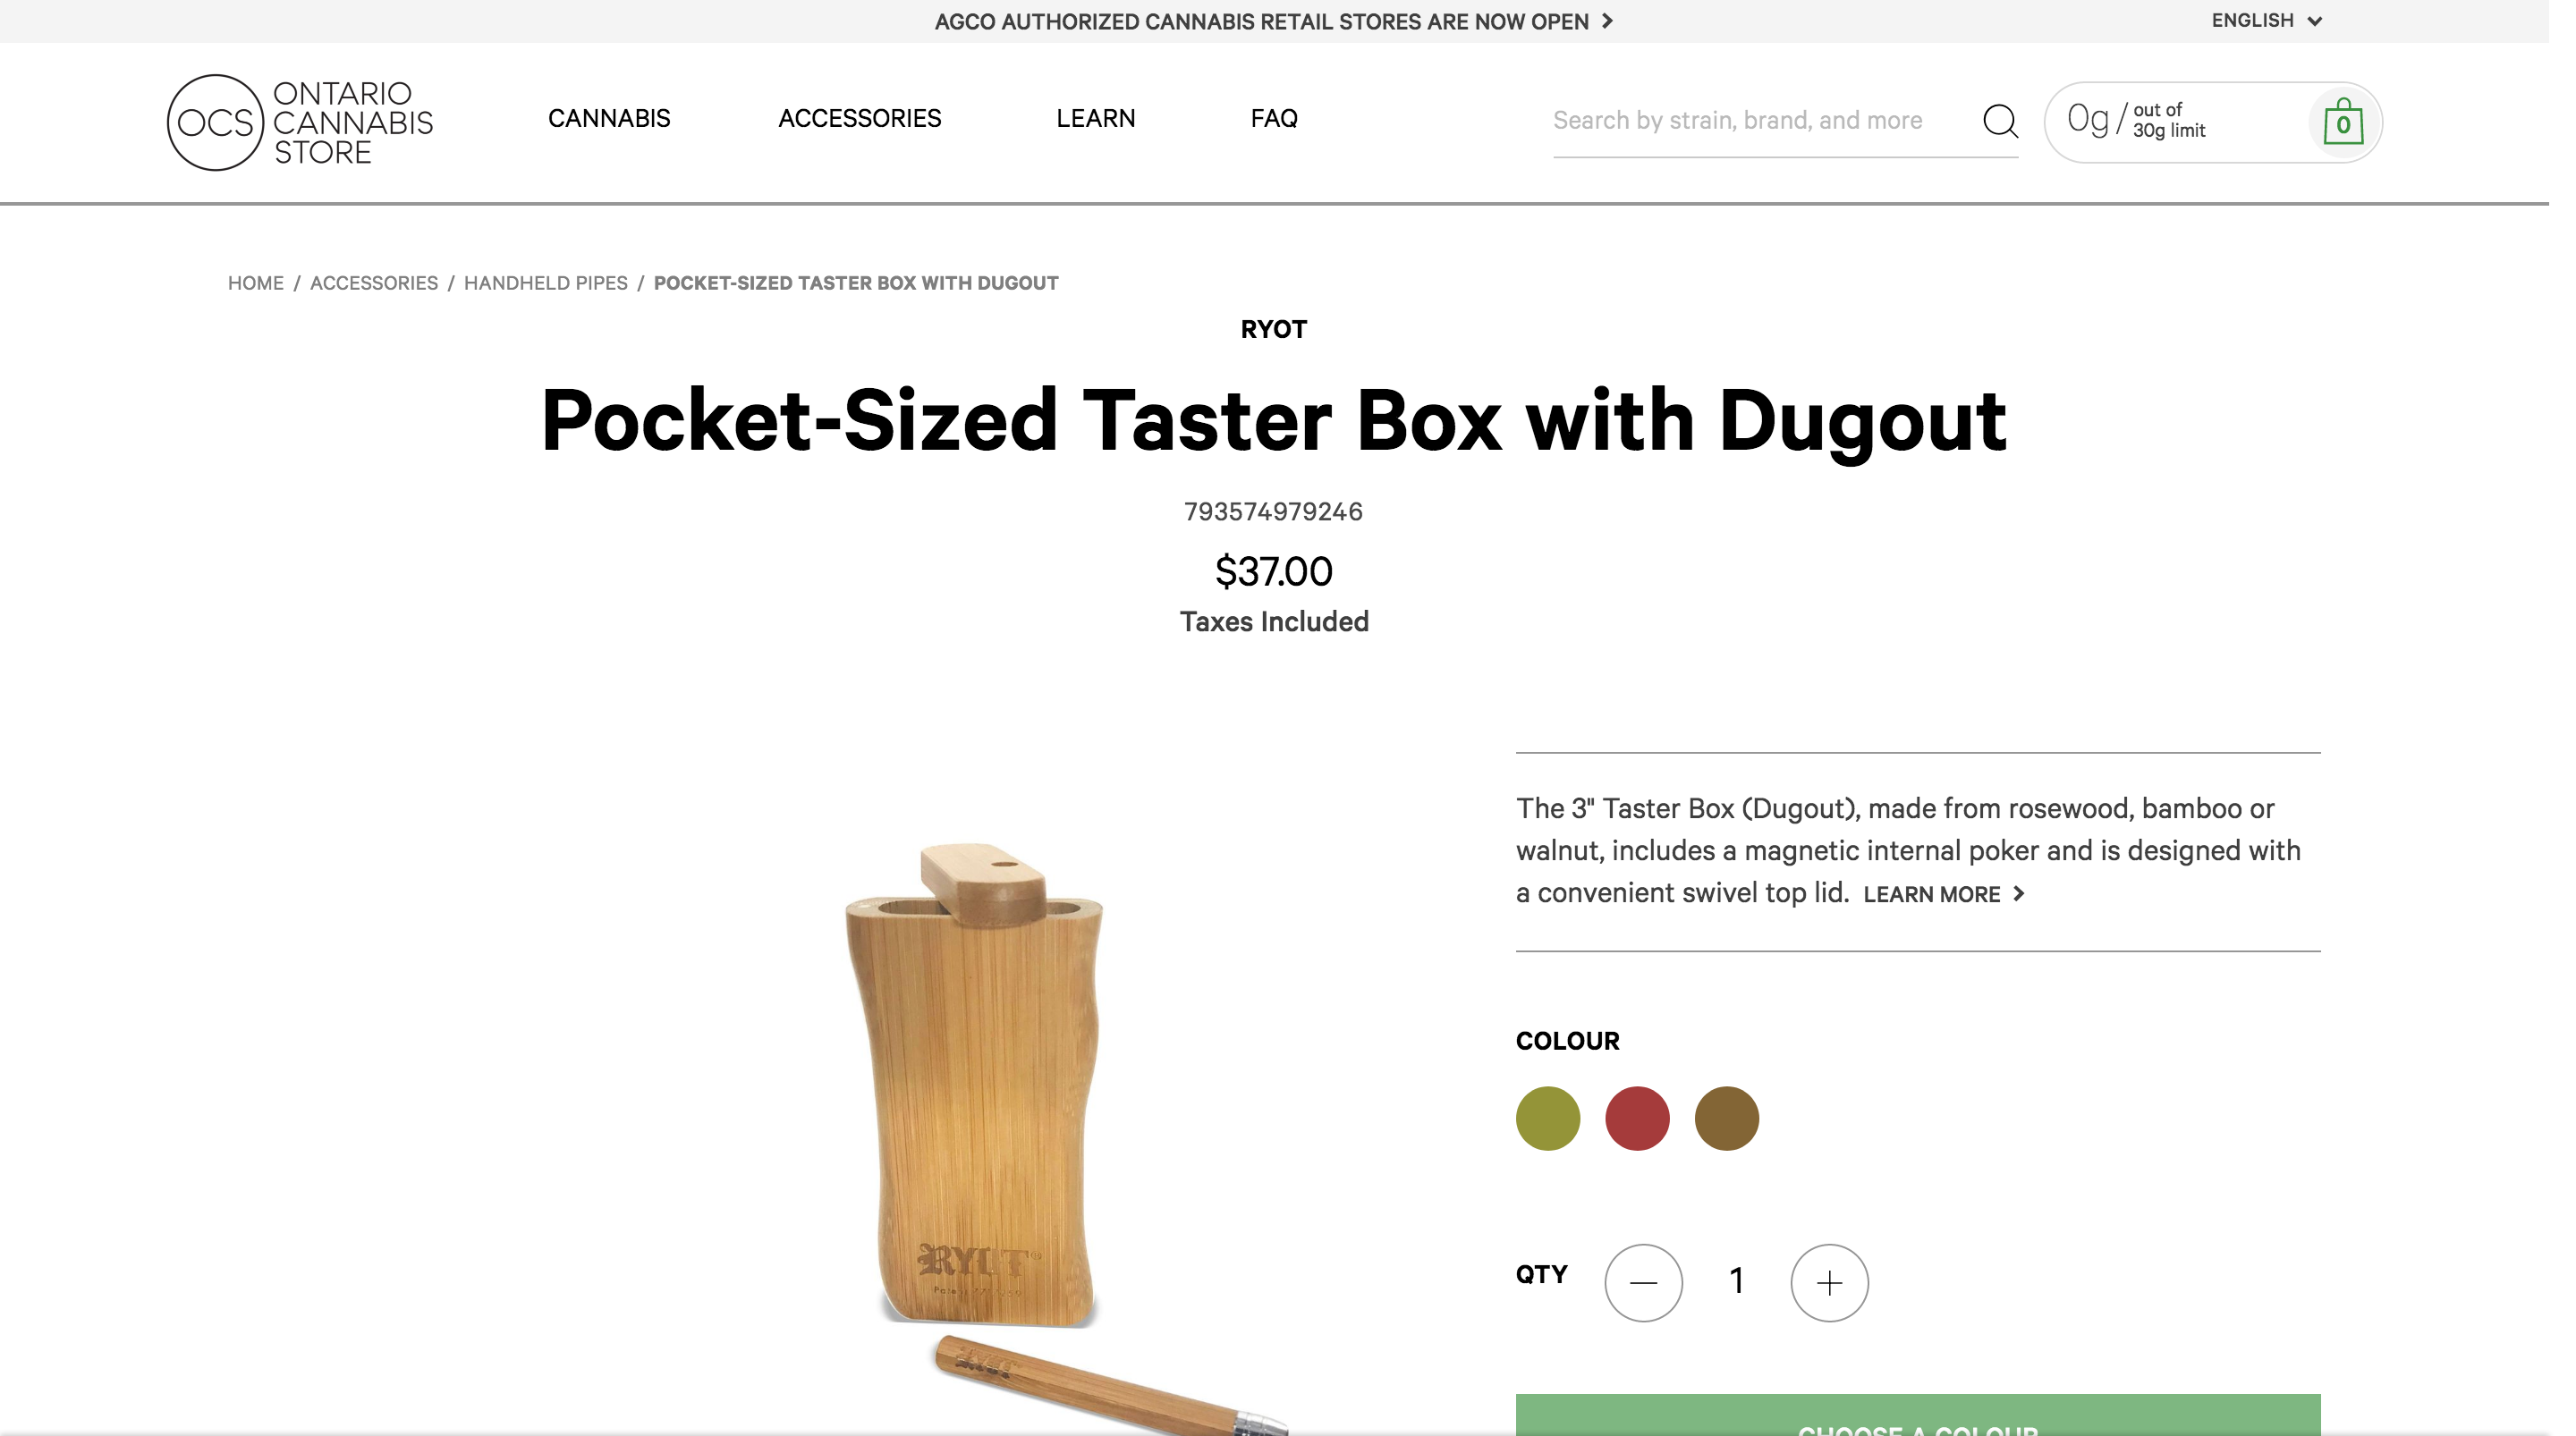 AGCO AUTHORIZED CANNABIS RETAIL STORES ARE NOW OPEN
ENGLISH
OCS
ONTARIO
CANNABIS
STORE
CANNABIS
ACCESSORIES
LEARN
FAQ
Search by strain, brand, and more
0g / out of
30g limit
0
HOME / ACCESSORIES / HANDHELD PIPES / POCKET-SIZED TASTER BOX WITH DUGOUT
RYOT
Pocket-Sized Taster Box with Dugout
793574979246
$37.00
Taxes Included
The 3" Taster Box (Dugout), made from rosewood, bamboo or
walnut, includes a magnetic internal poker and is designed with
a convenient swivel top lid. LEARN MORE
COLOUR
QTY
1
RYOT®
RYOT
CHOOSE A COLOUR